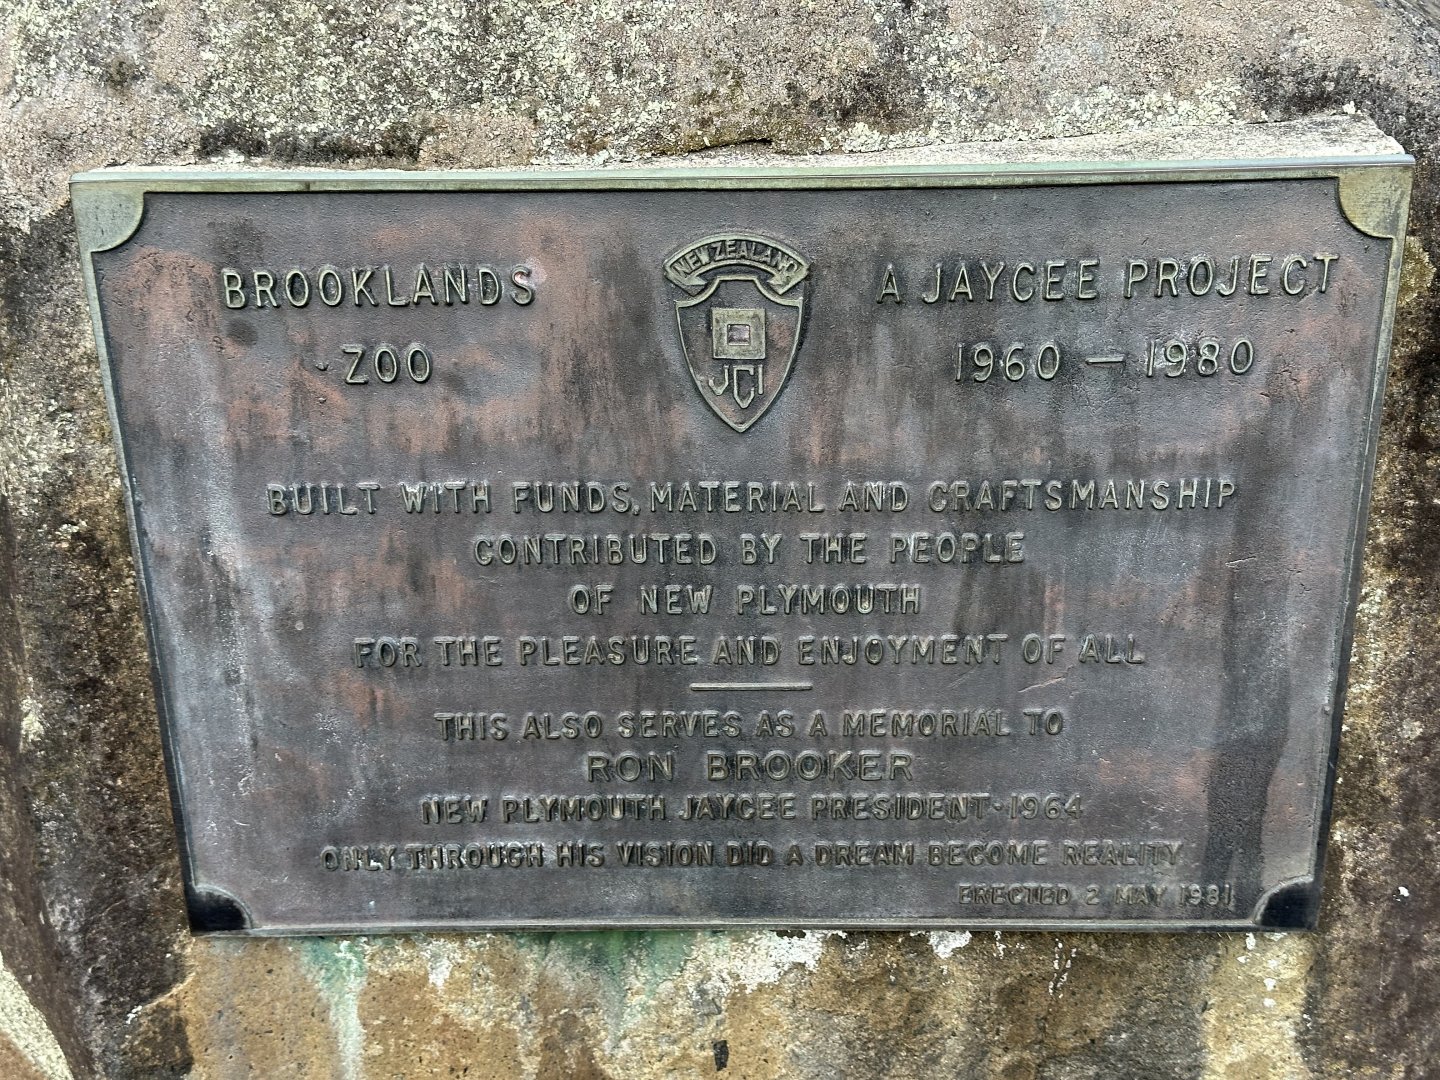 BROOKLANDS
ZOO
NEW ZEALAND
JCI
A JAYCEE PROJECT
1960 — 1980
BUILT WITH FUNDS, MATERIAL AND CRAFTSMANSHIP
CONTRIBUTED BY THE PEOPLE
OF NEW PLYMOUTH
FOR THE PLEASURE AND ENJOYMENT OF ALL
THIS ALSO SERVES AS A MEMORIAL TO
RON BROOKER
NEW PLYMOUTH JAYCEE PRESIDENT·1964
ONLY THROUGH HIS VISION DID A DREAM BECOME REALITY
ERECTED 2 MAY 1981